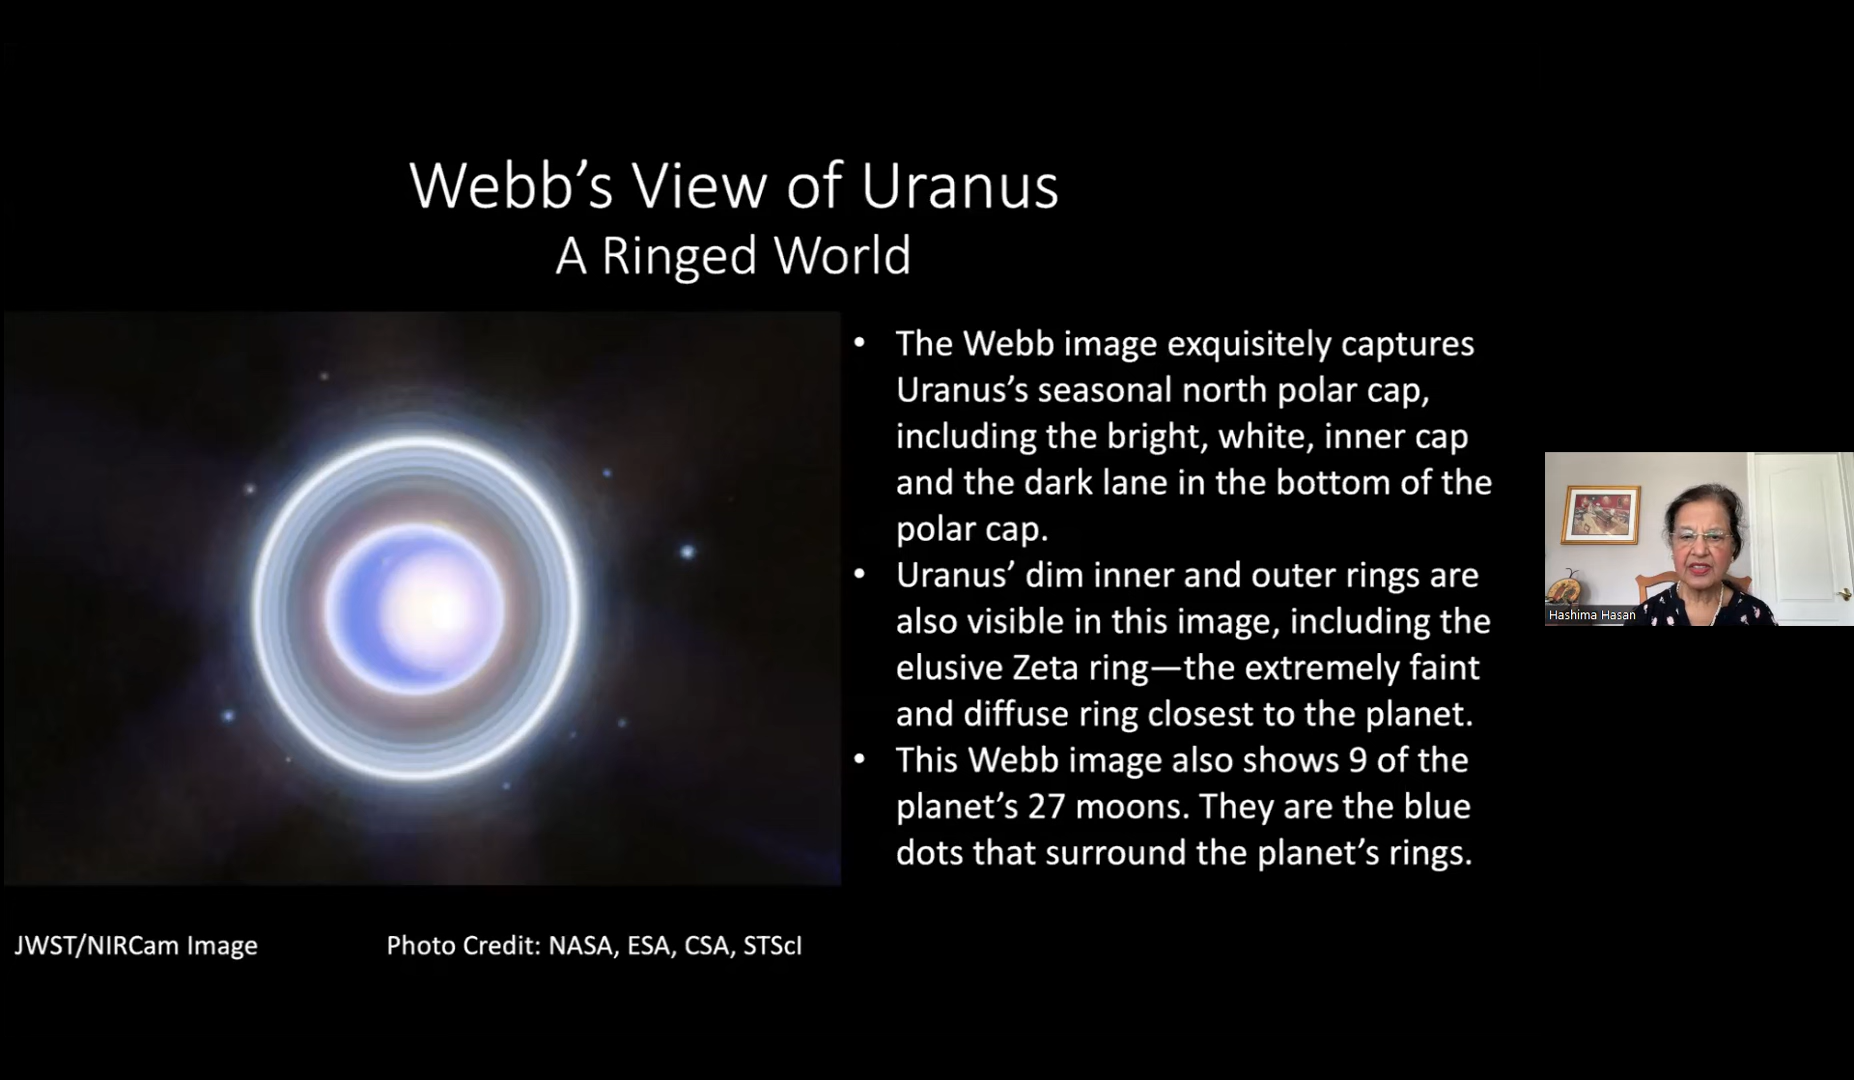 Webb’s View of Uranus
A Ringed World
• The Webb image exquisitely captures
Uranus’s seasonal north polar cap,
including the bright, white, inner cap
and the dark lane in the bottom of the
polar cap.
• Uranus’ dim inner and outer rings are
also visible in this image, including the
elusive Zeta ring—the extremely faint
and diffuse ring closest to the planet.
• This Webb image also shows 9 of the
planet’s 27 moons. They are the blue
dots that surround the planet’s rings.
JWST/NIRCam Image
Photo Credit: NASA, ESA, CSA, STScI
Hashima Hasan